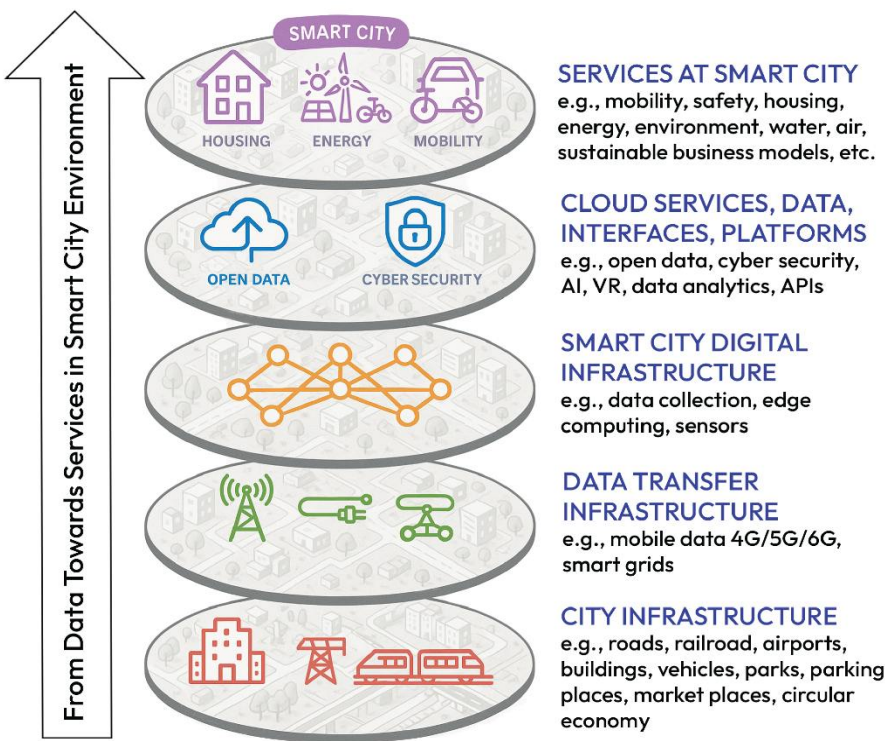 SMART CITY
HOUSING
ENERGY
MOBILITY
SERVICES AT SMART CITY
e.g., mobility, safety, housing,
energy, environment, water, air,
sustainable business models, etc.
OPEN DATA
CYBER SECURITY
CLOUD SERVICES, DATA,
INTERFACES, PLATFORMS
e.g., open data, cyber security,
AI, VR, data analytics, APIs
SMART CITY DIGITAL
INFRASTRUCTURE
e.g., data collection, edge
computing, sensors
DATA TRANSFER
INFRASTRUCTURE
e.g., mobile data 4G/5G/6G,
smart grids
CITY INFRASTRUCTURE
e.g., roads, railroad, airports,
buildings, vehicles, parks, parking
places, market places, circular
economy
From Data Towards Services in Smart City Environment